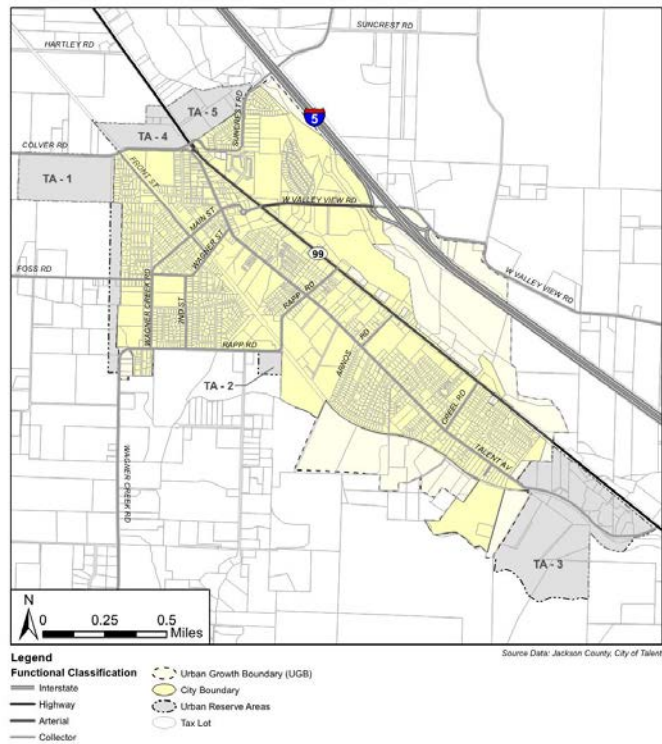 SUNCREST RD
HARTLEY RD
TA - 5
SUNCREST RD
5
TA - 4
COLVER RD
FRONT ST.
TA - 1
W VALLEY VIEW RD
MAIN ST.
WAGNER ST.
99
FOSS RD
W VALLEY VIEW RD
WAGNER CREEK RD
2ND ST.
RAPP RD
RAPP RD
ARNOS RD
TA - 2
CREEL RD
WAGNER CREEK RD
TALENT AV
TA - 3
N
0 0.25 0.5
Miles
Source Data: Jackson County, City of Talent
Legend
Functional Classification
Interstate
Highway
Arterial
Collector
Urban Growth Boundary (UGB)
City Boundary
Urban Reserve Areas
Tax Lot